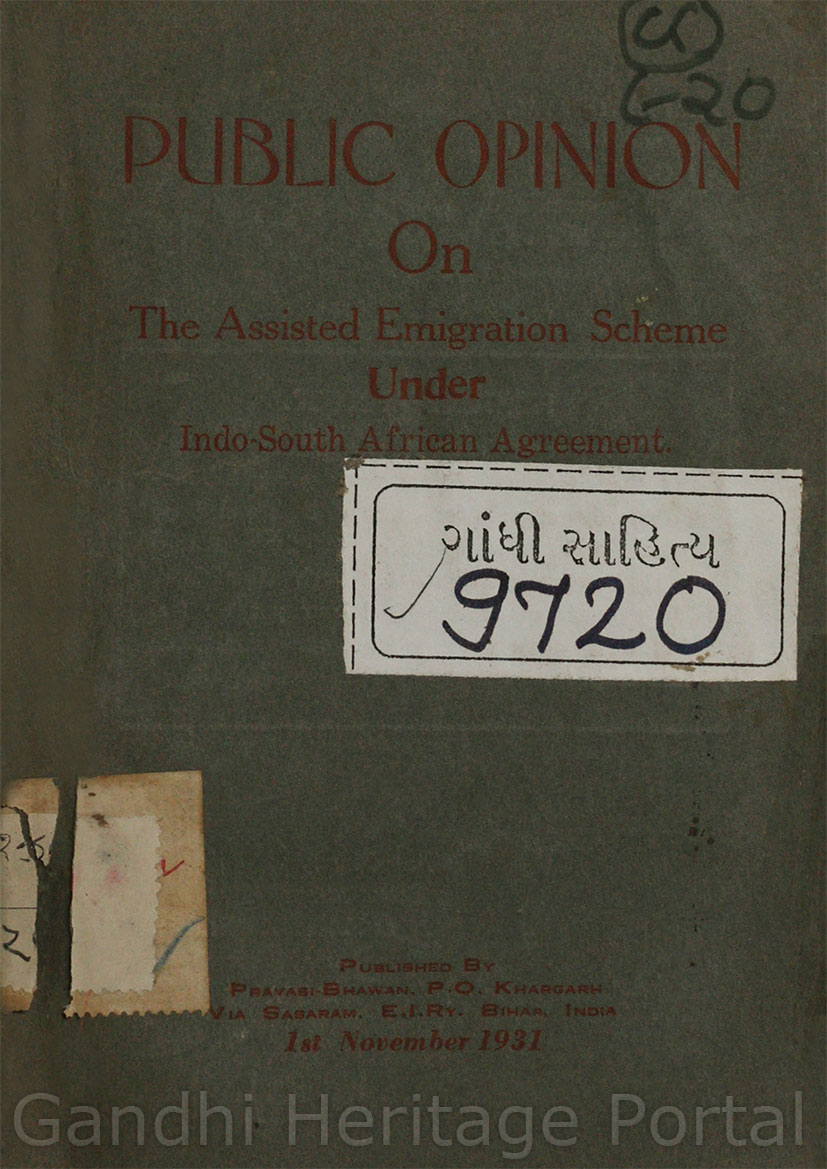 -20
PUBLIC OPINION
On
The Assisted Emigration Scheme
Under
Indo-South African Agreement.
ગાંધી સાહિત્ય
9720
PUBLISHED BY
PRAVASI-BHAWAN, P.O. KHARGARH
VIA SASARAM, E.I.RY. BIHAR, INDIA
1st November 1931
Gandhi Heritage Portal